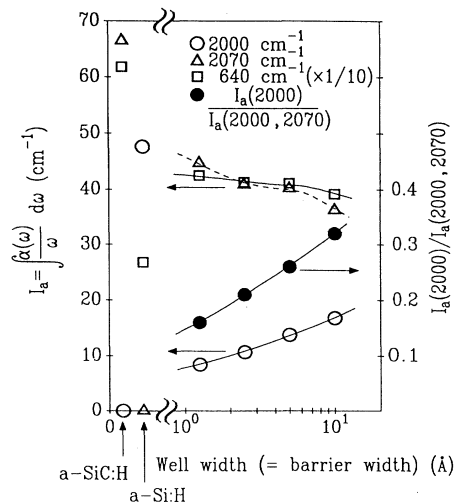 70
60
50
40
30
20
10
0
I_a = ∫ α(ω)/ω dω (cm⁻¹)
○ 2000 cm⁻¹
△ 2070 cm⁻¹
□ 640 cm⁻¹ (×1/10)
● I_a(2000)
I_a(2000,2070)
0.4
0.3
0.2
0.1
I_a(2000)/I_a(2000,2070)
0 10⁰ 10¹
Well width (= barrier width) (Å)
a-SiC:H
a-Si:H